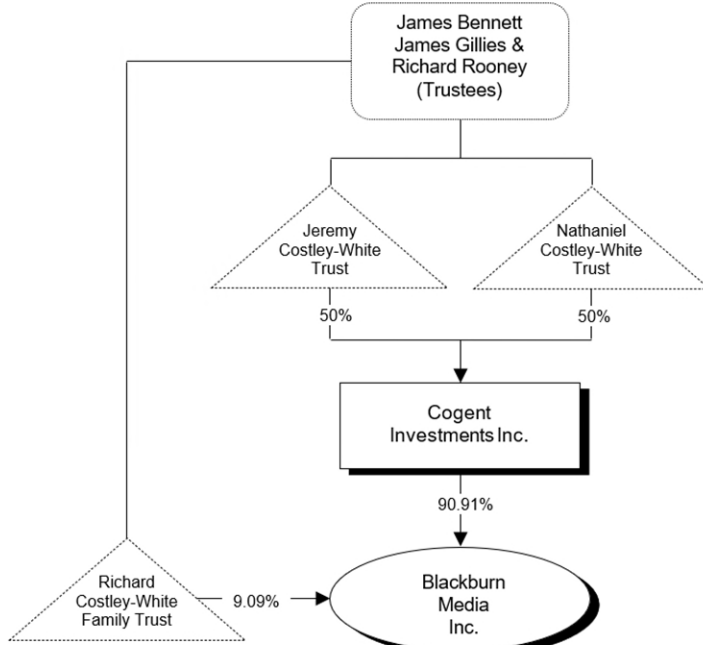 James Bennett
James Gillies &
Richard Rooney
(Trustees)
Jeremy
Costley-White
Trust
Nathaniel
Costley-White
Trust
50%
50%
Cogent
Investments Inc.
90.91%
Richard
Costley-White
Family Trust
9.09%
Blackburn
Media
Inc.